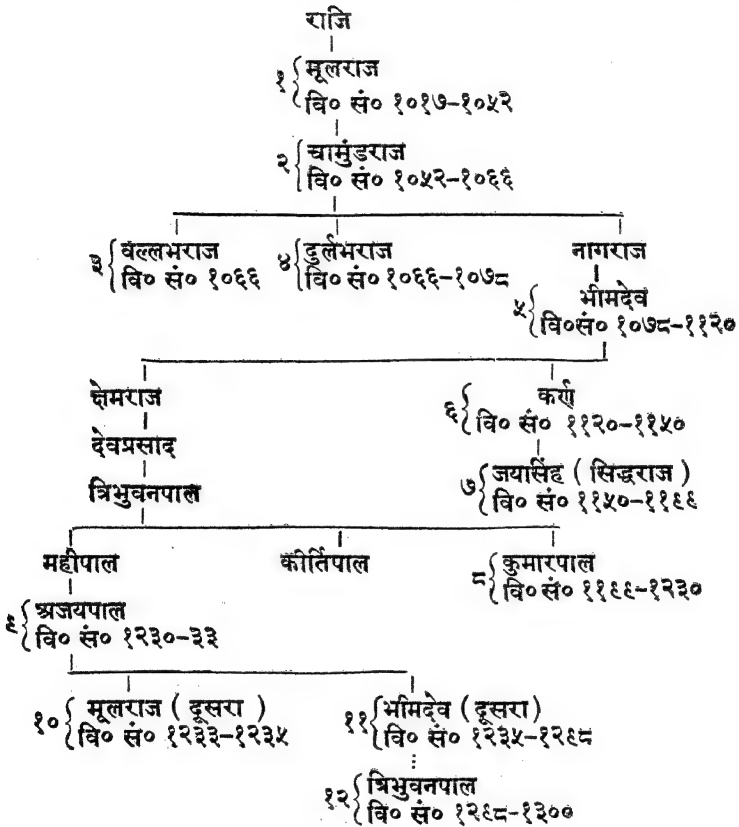 राजि
१ { मूलराज
वि० सं० १०१७-१०५२
२ { चामुंडराज
वि० सं० १०५२-१०६६
३ { वल्लभराज
वि० सं० १०६६
४ { दुर्लभराज
वि० सं० १०६६-१०७८
नागराज
५ { भीमदेव
वि०सं० १०७८-११२०
क्षेमराज
देवप्रसाद
त्रिभुवनपाल
६ { कर्ण
वि० सं० ११२०-११५०
७ { जयसिंह ( सिद्धराज )
वि० सं० ११५०-११९९
महीपाल
कीर्तिपाल
८ { कुमारपाल
वि० सं० ११९९-१२३०
९ { अजयपाल
वि० सं० १२३०-३३
१० { मूलराज ( दूसरा )
वि० सं० १२३३-१२३५
११ { भीमदेव (दूसरा)
वि० सं० १२३५-१२९८
१२ { त्रिभुवनपाल
वि० सं० १२९८-१३००